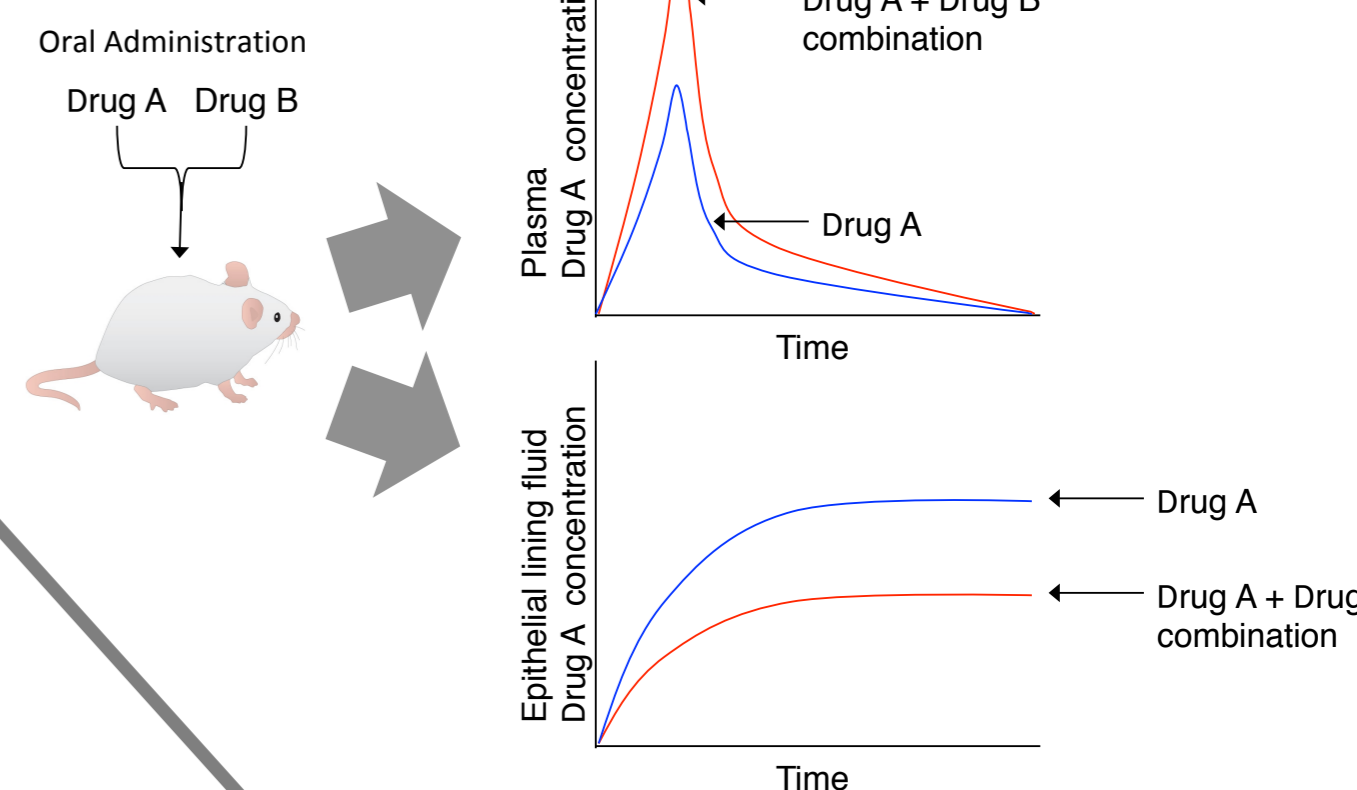 Oral Administration
Drug A Drug B
Plasma
Drug A concentrati
Drug A + Drug B
combination
Drug A
Time
Epithelial lining fluid
Drug A concentration
Drug A
Drug A + Drug
combination
Time